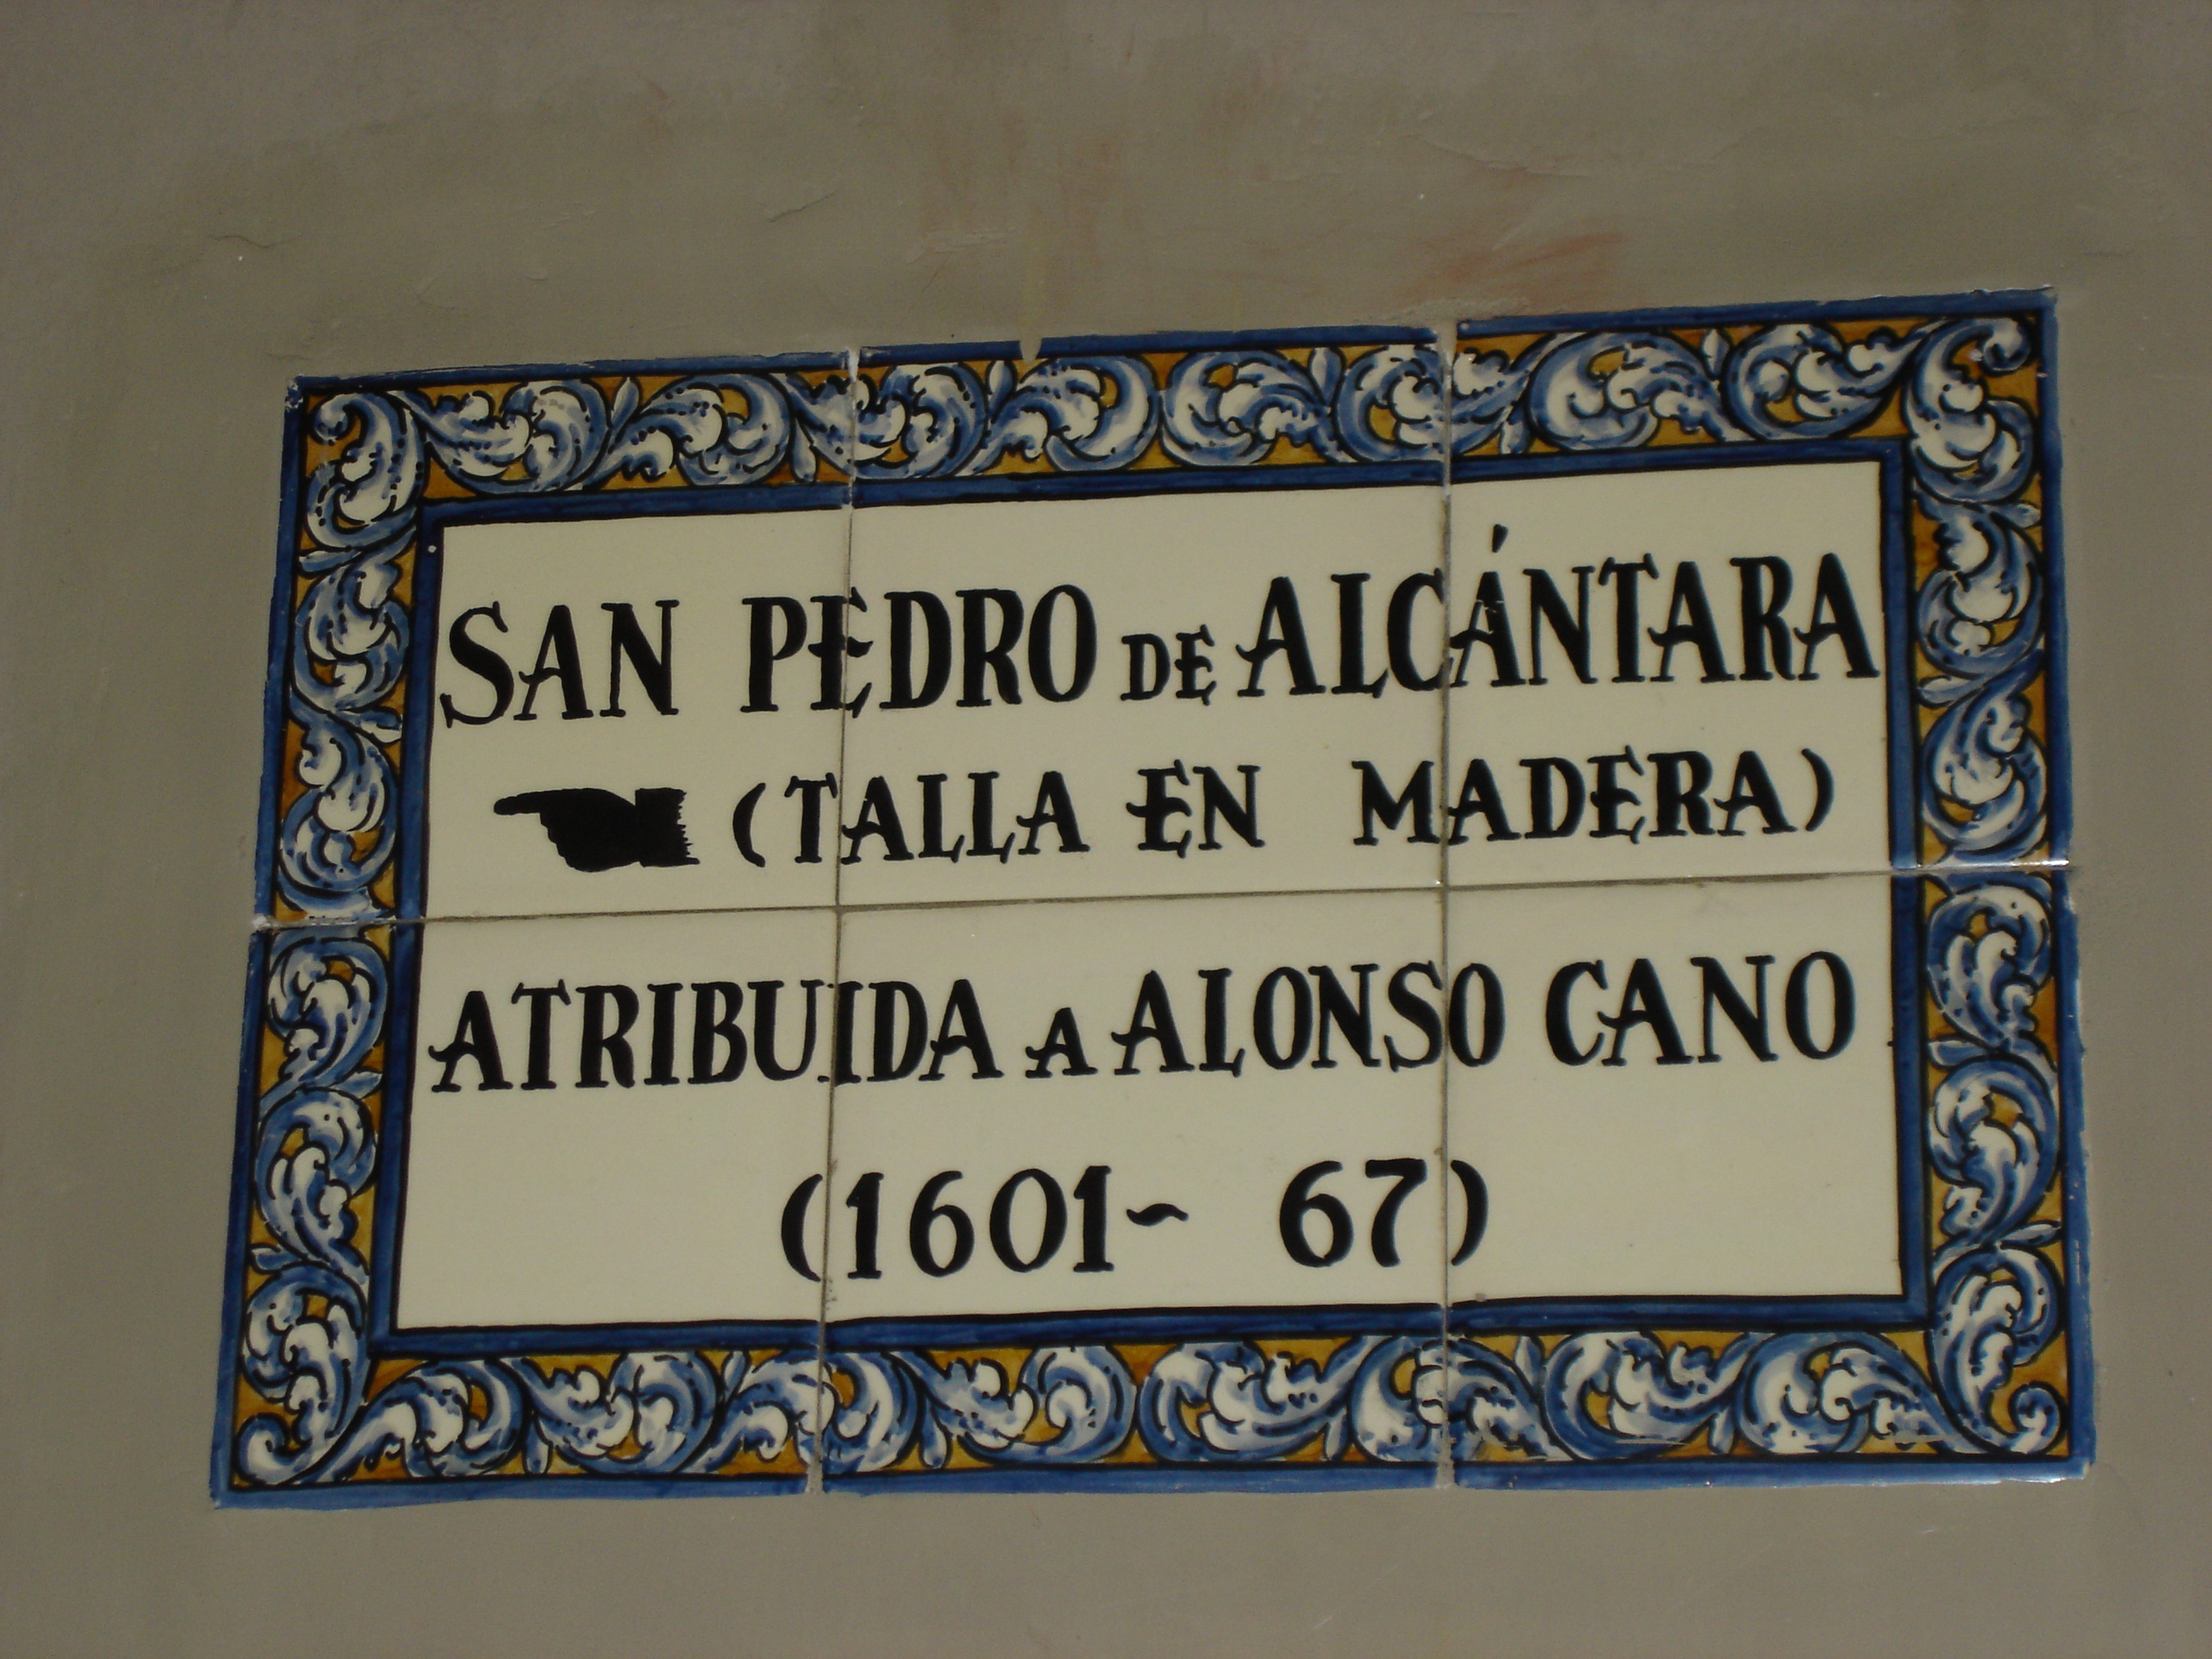 SAN PEDRO DE ALCÁNTARA
(TALLA EN MADERA)
ATRIBUIDA A ALONSO CANO
(1601~ 67)